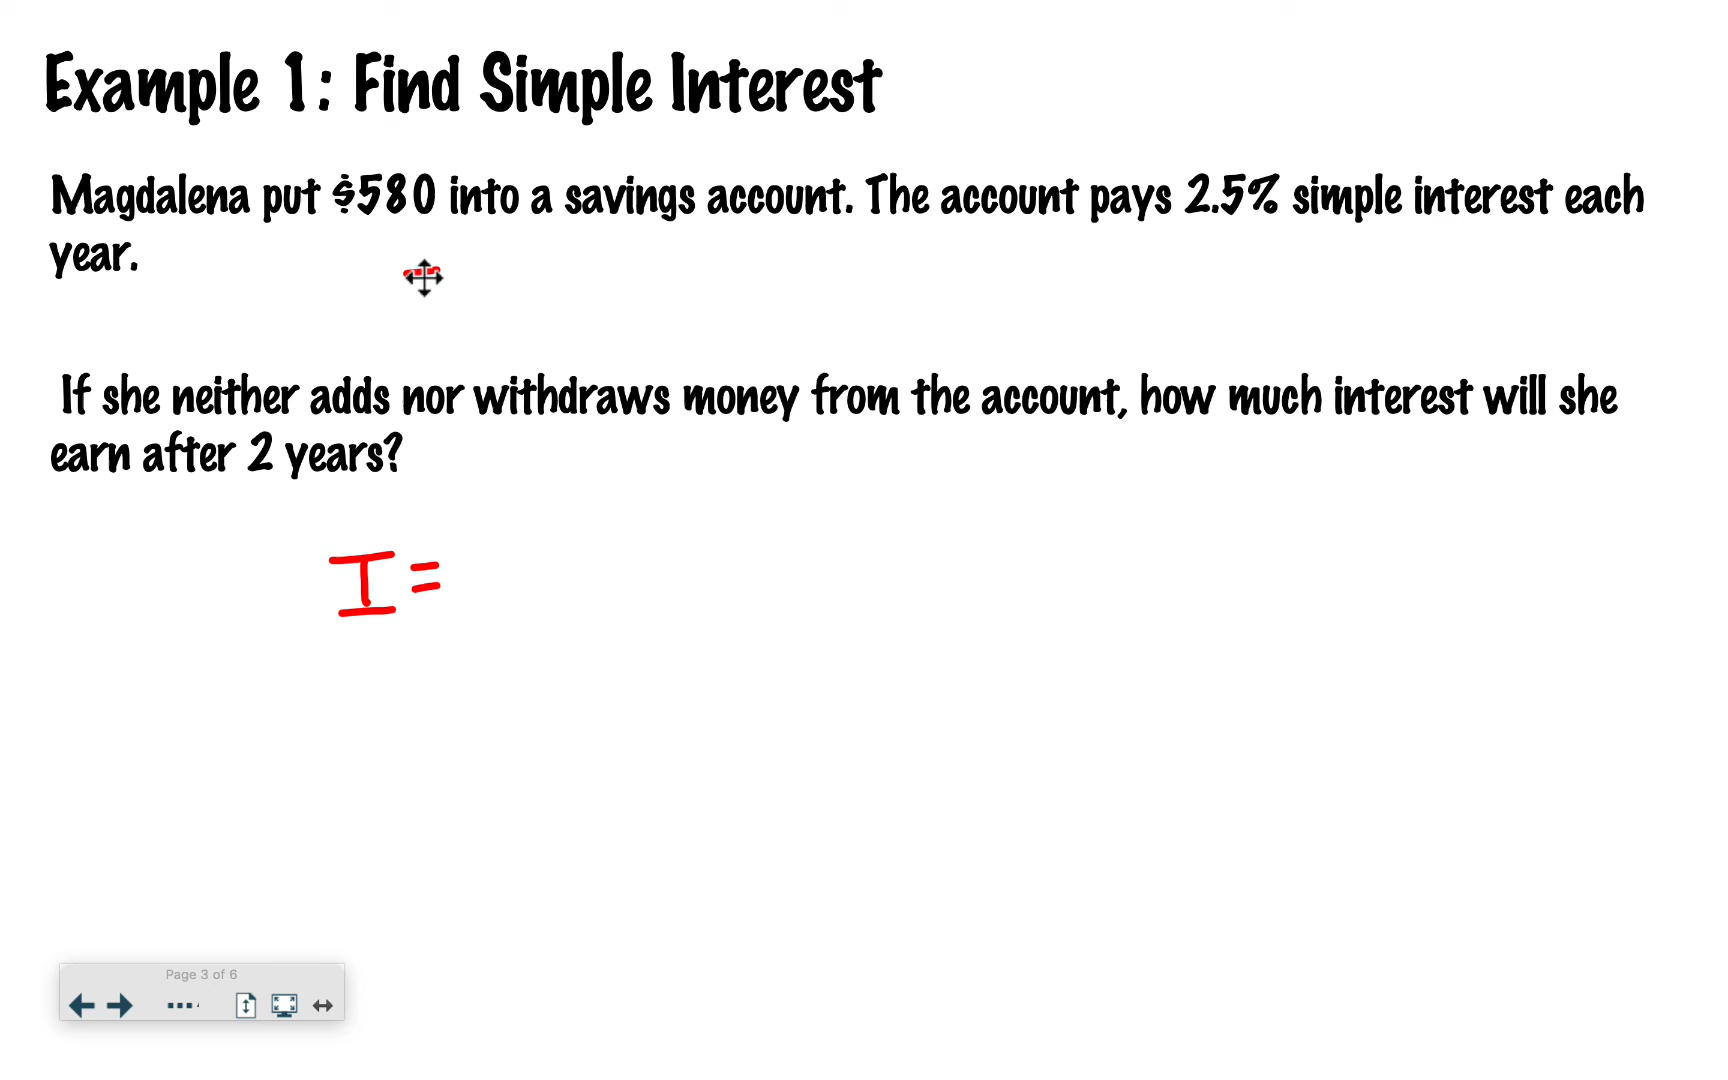 Example 1: Find Simple Interest
Magdalena put $580 into a savings account. The account pays 2.5% simple interest each
year.
If she neither adds nor withdraws money from the account, how much interest will she
earn after 2 years?
I =
Page 3 of 6